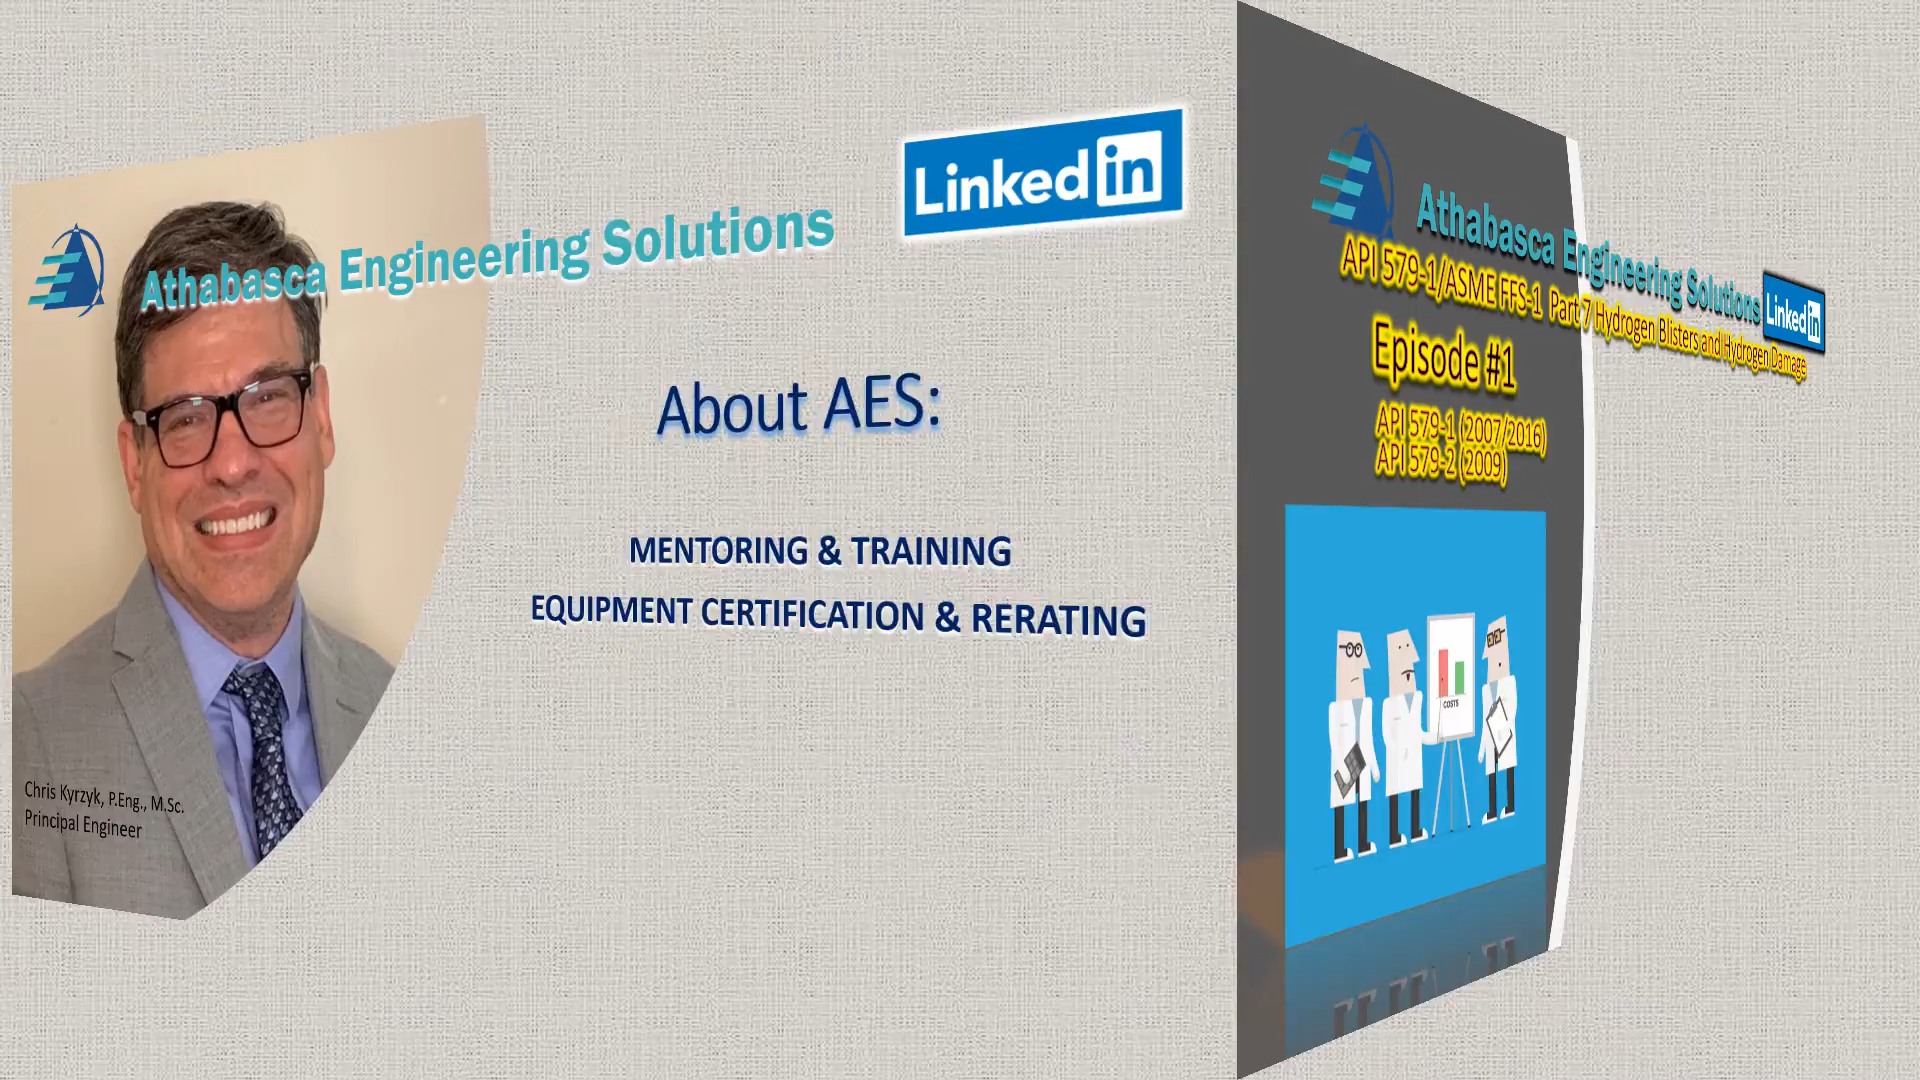 Athabasca Engineering Solutions
Linked in
About AES:
MENTORING & TRAINING
EQUIPMENT CERTIFICATION & RERATING
Chris Kyrzyk, P.Eng., M.Sc.
Principal Engineer
Athabasca Engineering Solutions
Linked in
API 579-1/ASME FFS-1 Part 7 Hydrogen Blisters and Hydrogen Damage
Episode #1
API 579-1 (2007/2016)
API 579-2 (2009)
COSTS